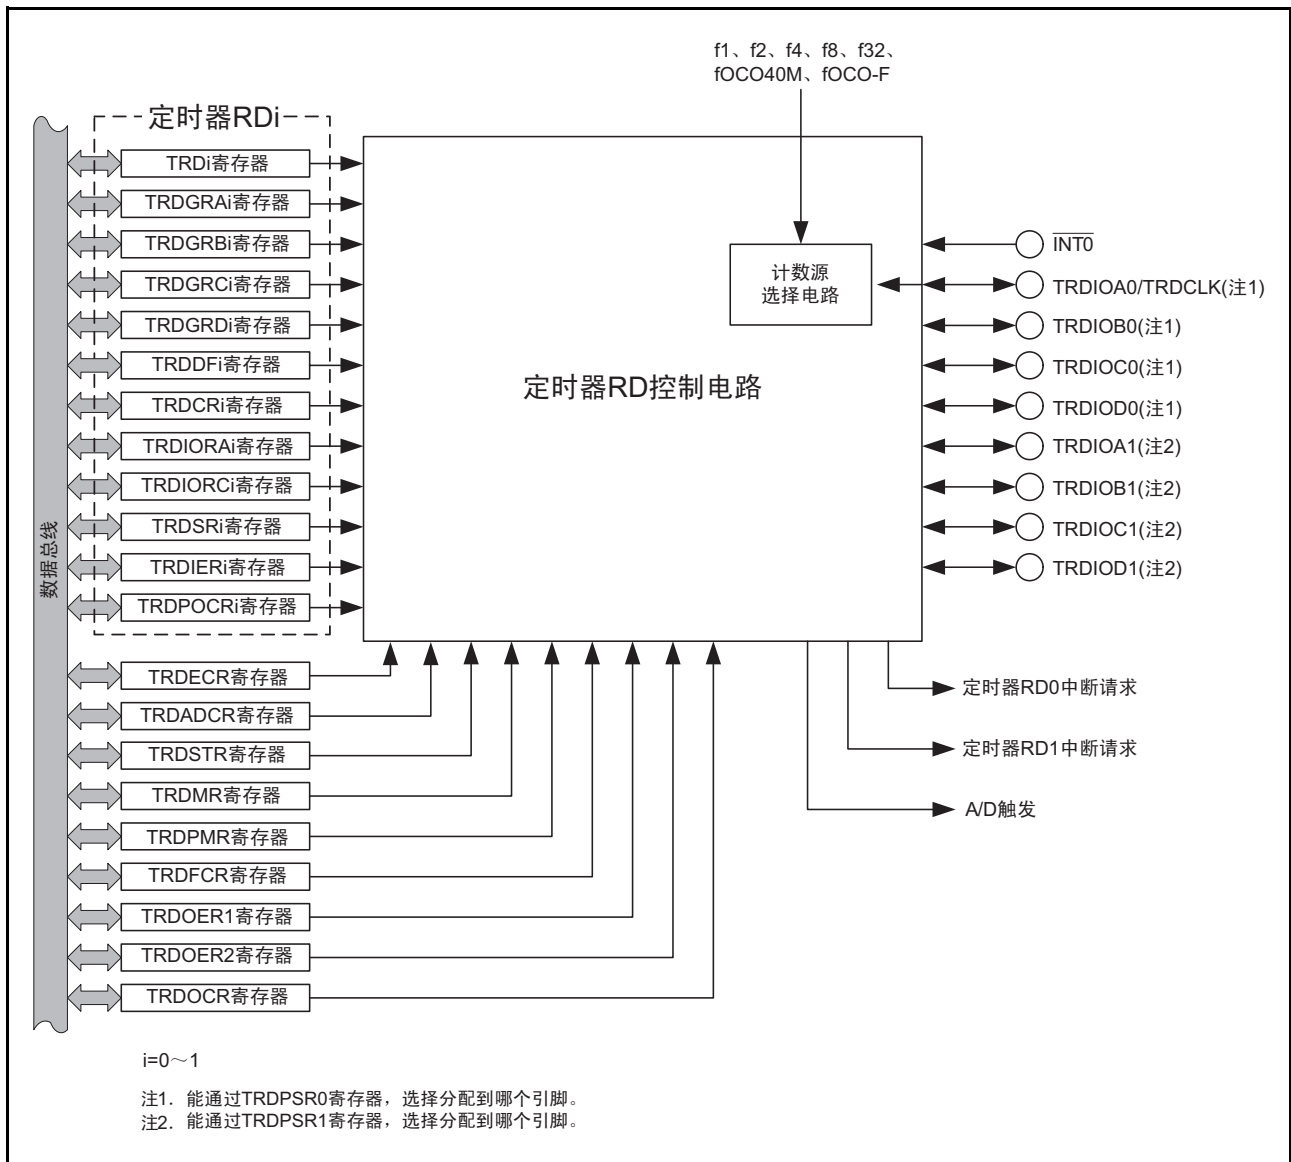 f1、f2、f4、f8、f32、
fOCO40M、fOCO-F
定时器RDi
TRDi寄存器
TRDGRAi寄存器
TRDGRBi寄存器
TRDGRCi寄存器
TRDGRDi寄存器
TRDDFi寄存器
TRDCRi寄存器
TRDIORAi寄存器
TRDIORCi寄存器
TRDSRi寄存器
TRDIERi寄存器
TRDPOCRi寄存器
数据总线
计数源
选择电路
定时器RD控制电路
INT0
TRDIOA0/TRDCLK(注1)
TRDIOB0(注1)
TRDIOC0(注1)
TRDIOD0(注1)
TRDIOA1(注2)
TRDIOB1(注2)
TRDIOC1(注2)
TRDIOD1(注2)
TRDECR寄存器
TRDADCR寄存器
TRDSTR寄存器
TRDMR寄存器
TRDPMR寄存器
TRDFCR寄存器
TRDOER1寄存器
TRDOER2寄存器
TRDOCR寄存器
定时器RD0中断请求
定时器RD1中断请求
A/D触发
i=0～1
注1. 能通过TRDPSR0寄存器，选择分配到哪个引脚。
注2. 能通过TRDPSR1寄存器，选择分配到哪个引脚。